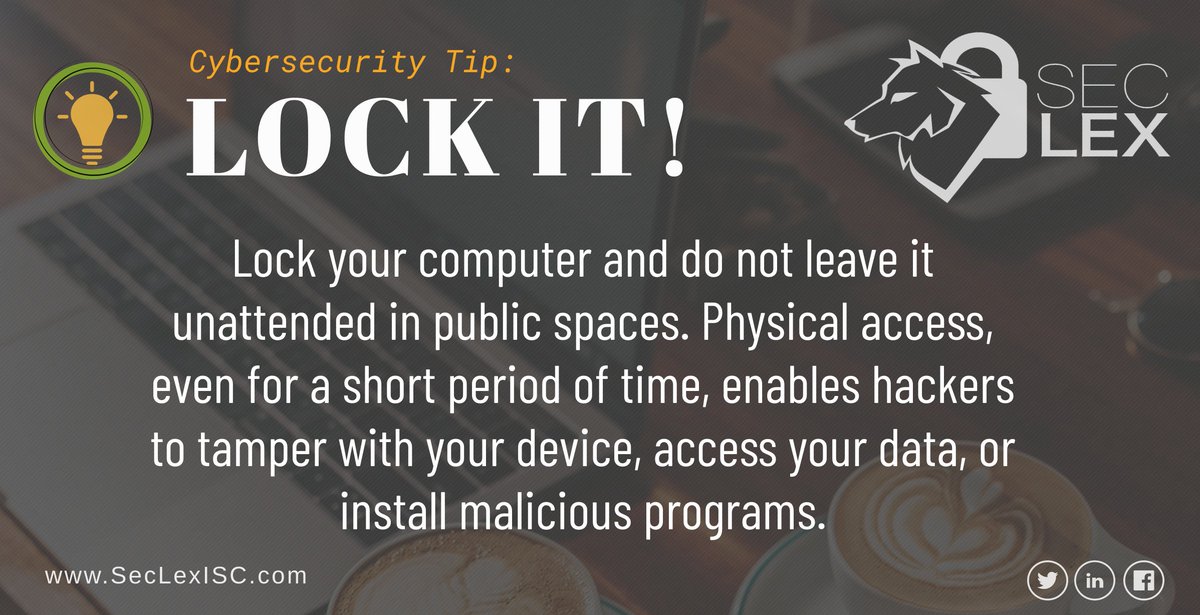 Cybersecurity Tip:
LOCK IT!
SEC
LEX
Lock your computer and do not leave it
unattended in public spaces. Physical access,
even for a short period of time, enables hackers
to tamper with your device, access your data, or
install malicious programs.
www.SecLexISC.com
in